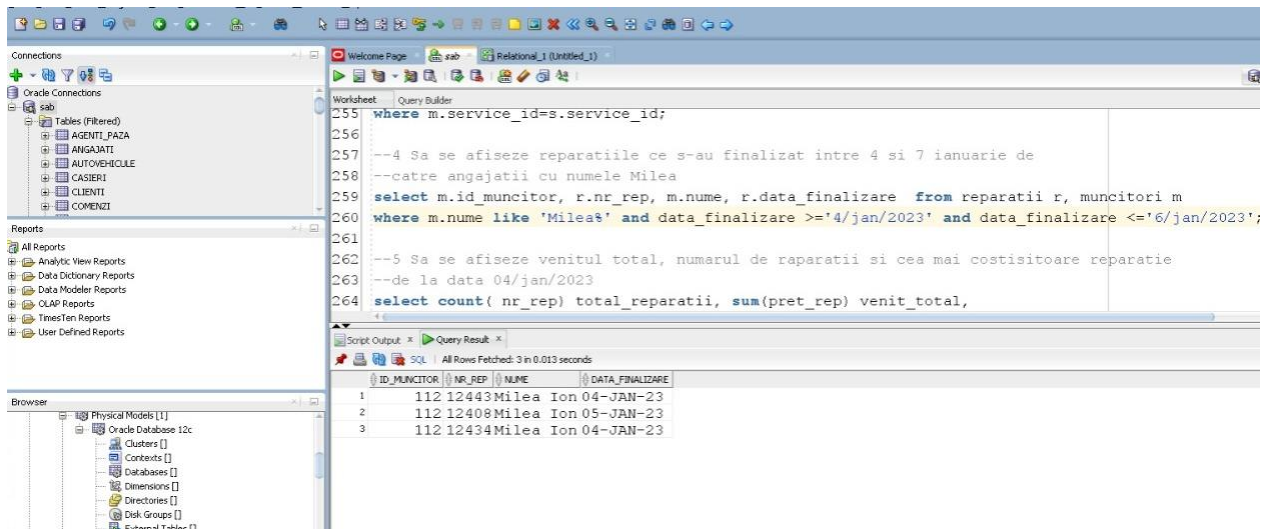 Connections
Oracle Connections
sab
Tables (Filtered)
AGENTI_PAZA
ANGAJATI
AUTOVEHICULE
CASIERI
CLIENTI
COMENZI
Reports
All Reports
Analytic View Reports
Data Dictionary Reports
Data Modeler Reports
OLAP Reports
TimesTen Reports
User Defined Reports
Browser
Physical Models [1]
Oracle Database 12c
Clusters []
Contexts []
Databases []
Dimensions []
Directories []
Disk Groups []
External Tables []
Welcome Page sab Relational_1 (Untitled_1)
Worksheet Query Builder
255 where m.service_id=s.service_id;
256
257 --4 Sa se afiseze reparatiile ce s-au finalizat intre 4 si 7 ianuarie de
258 --catre angajatii cu numele Milea
259 select m.id_muncitor, r.nr_rep, m.nume, r.data_finalizare from reparatii r, muncitori m
260 where m.nume like 'Milea%' and data_finalizare >='4/jan/2023' and data_finalizare <='6/jan/2023';
261
262 --5 Sa se afiseze venitul total, numarul de raparatii si cea mai costisitoare reparatie
263 --de la data 04/jan/2023
264 select count( nr_rep) total_reparatii, sum(pret_rep) venit_total,
Script Output x Query Result x
SQL | All Rows Fetched: 3 in 0.013 seconds
ID_MUNCITOR NR_REP NUME DATA_FINALIZARE
1 112 12443 Milea Ion 04-JAN-23
2 112 12408 Milea Ion 05-JAN-23
3 112 12434 Milea Ion 04-JAN-23